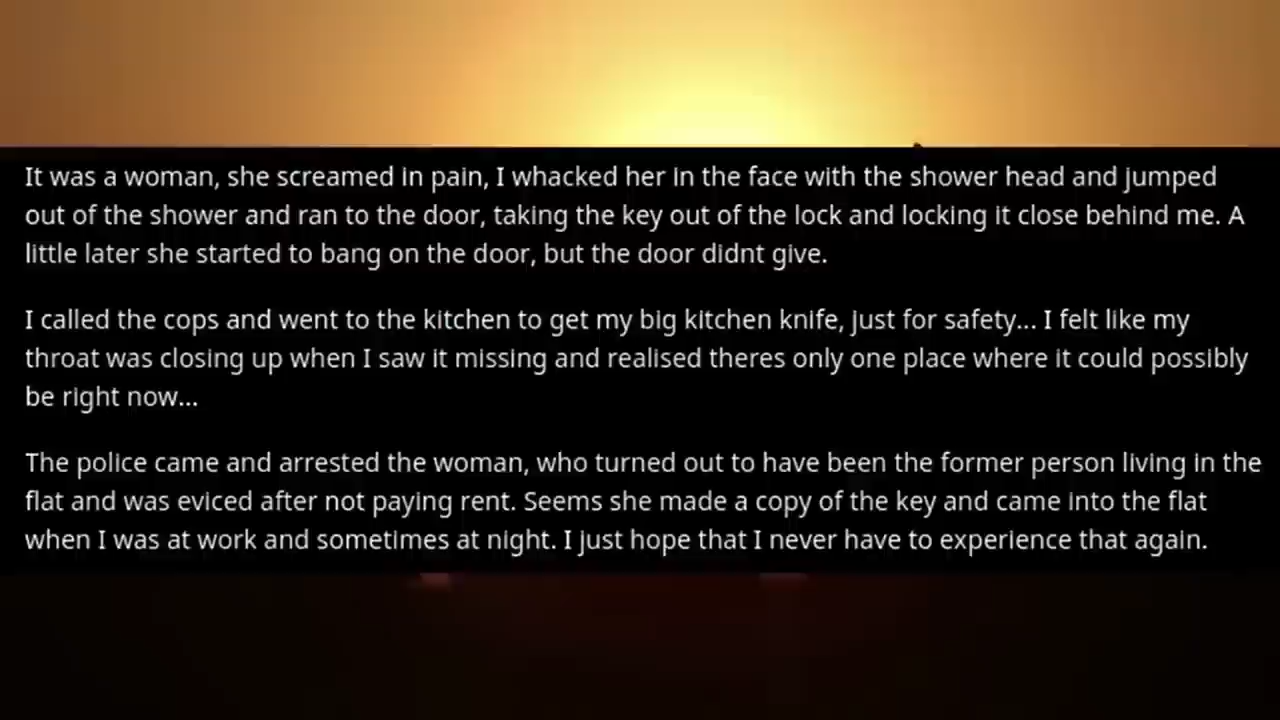 It was a woman, she screamed in pain, I whacked her in the face with the shower head and jumped
out of the shower and ran to the door, taking the key out of the lock and locking it close behind me. A
little later she started to bang on the door, but the door didnt give.
I called the cops and went to the kitchen to get my big kitchen knife, just for safety... I felt like my
throat was closing up when I saw it missing and realised theres only one place where it could possibly
be right now...
The police came and arrested the woman, who turned out to have been the former person living in the
flat and was eviced after not paying rent. Seems she made a copy of the key and came into the flat
when I was at work and sometimes at night. I just hope that I never have to experience that again.